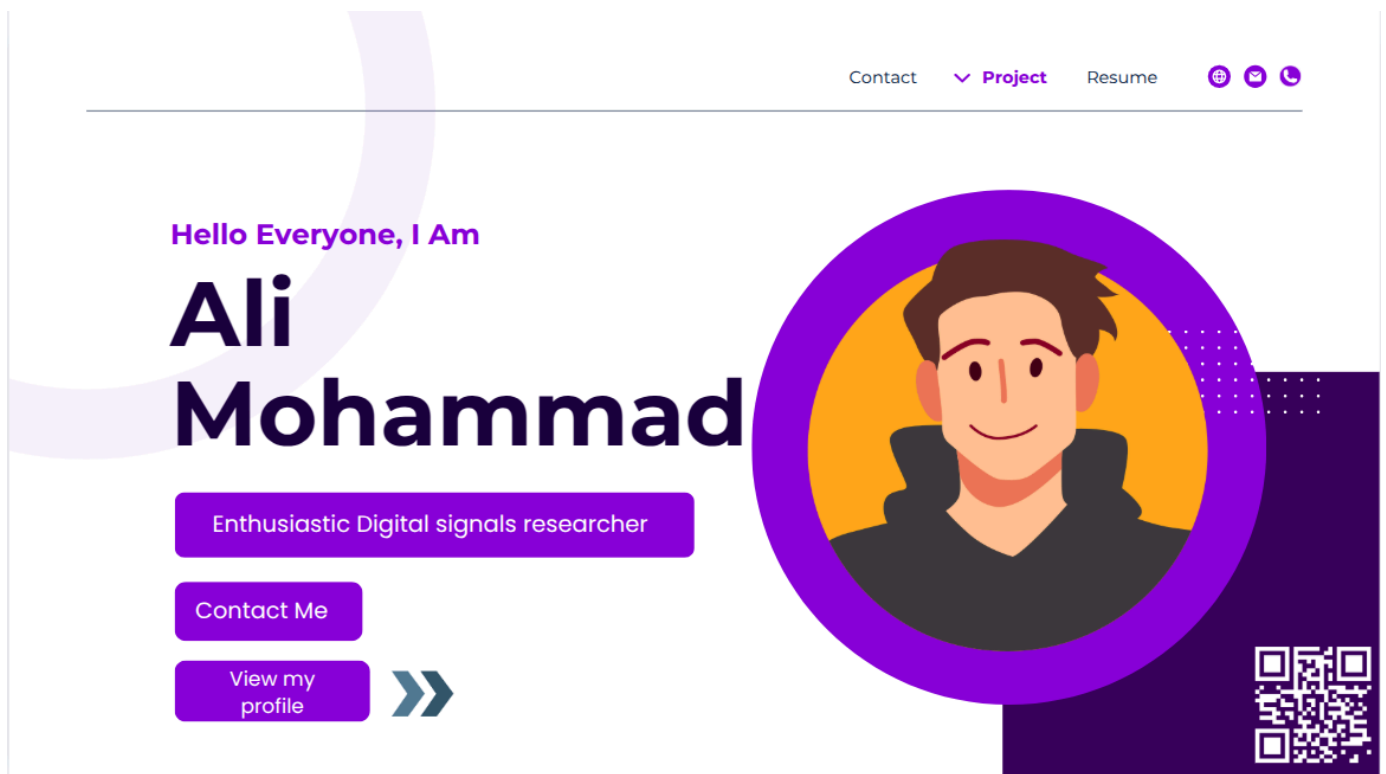 Contact Project Resume
Hello Everyone, I Am
Ali
Mohammad
Enthusiastic Digital signals researcher
Contact Me
View my
profile